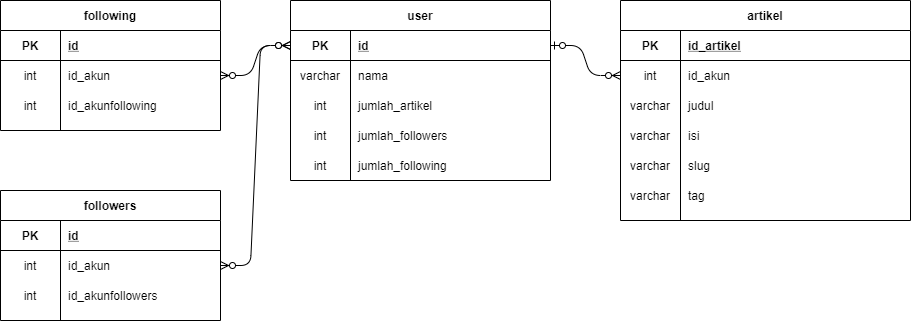 following
PK id
int id_akun
int id_akunfollowing
user
PK id
varchar nama
int jumlah_artikel
int jumlah_followers
int jumlah_following
artikel
PK id_artikel
int id_akun
varchar judul
varchar isi
varchar slug
varchar tag
followers
PK id
int id_akun
int id_akunfollowers